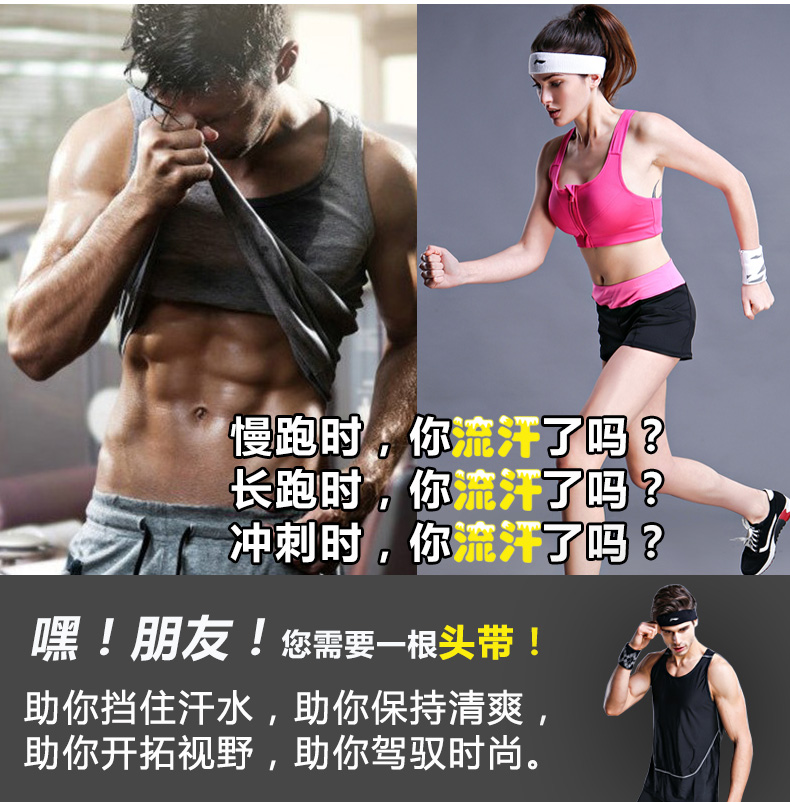 慢跑时，你流汗了吗？
长跑时，你流汗了吗？
冲刺时，你流汗了吗？
嘿！朋友！您需要一根头带！
助你挡住汗水，助你保持清爽，
助你开拓视野，助你驾驭时尚。